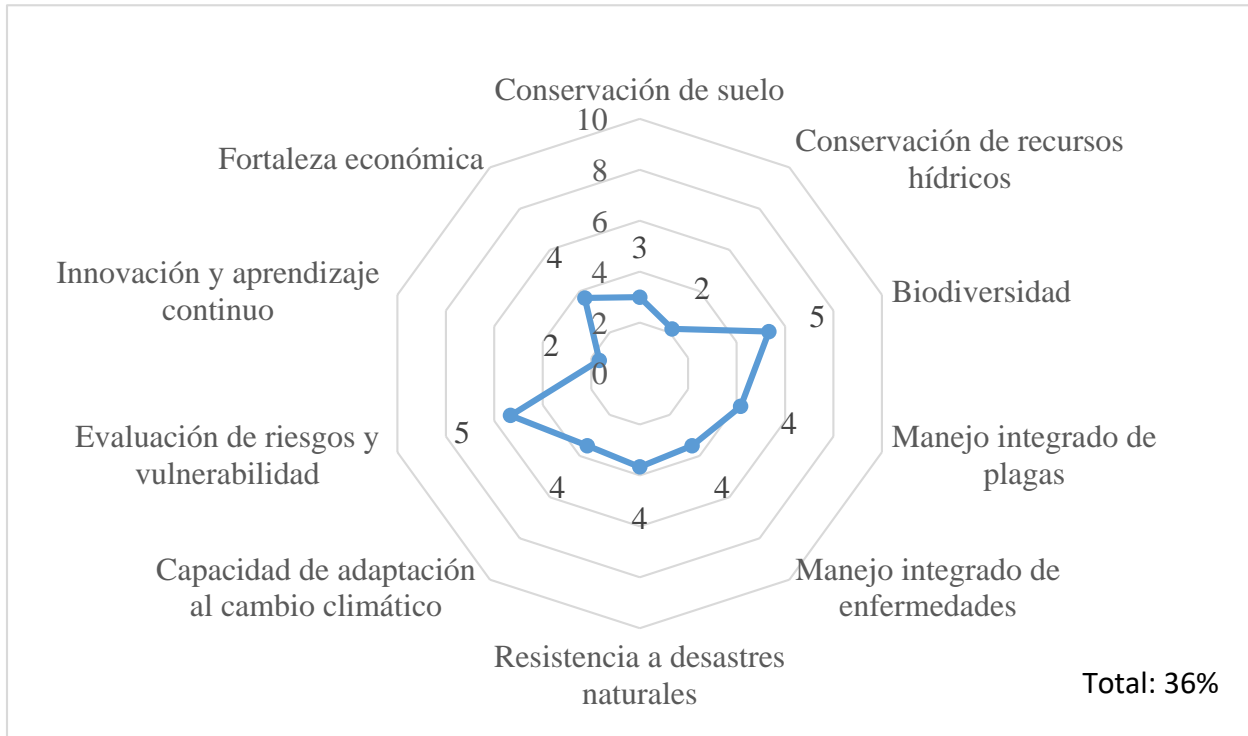 Conservación de suelo
10
Conservación de recursos
hídricos
Fortaleza económica
8
6
4
3
4
2
Innovación y aprendizaje
continuo
Biodiversidad
5
2
2
0
Evaluación de riesgos y
vulnerabilidad
5
4
Manejo integrado de
plagas
4
4
4
Capacidad de adaptación
al cambio climático
Manejo integrado de
enfermedades
Resistencia a desastres
naturales
Total: 36%